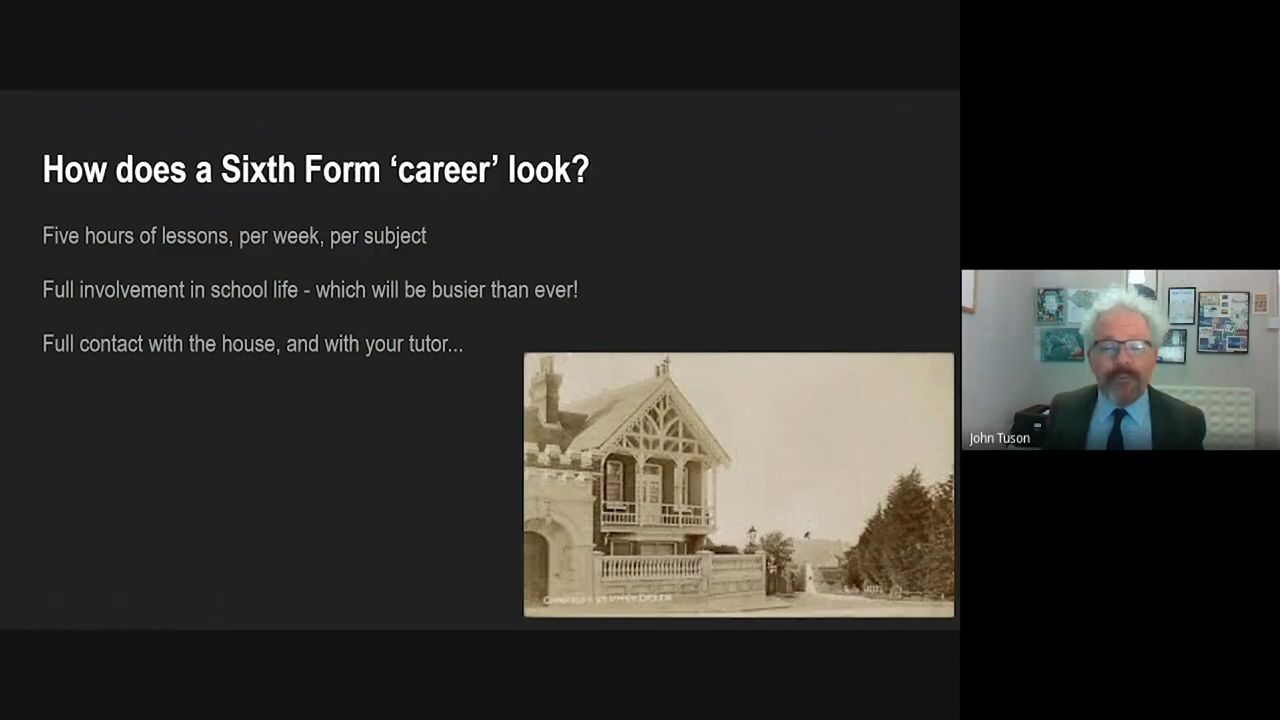 How does a Sixth Form ‘career’ look?
Five hours of lessons, per week, per subject
Full involvement in school life - which will be busier than ever!
Full contact with the house, and with your tutor...
John Tuson